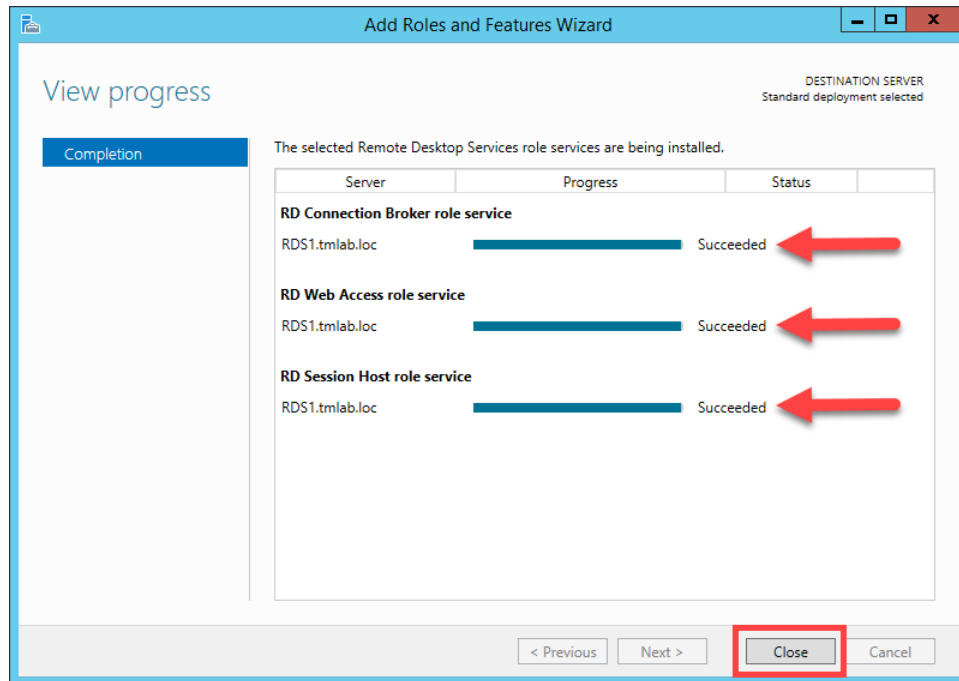 Add Roles and Features Wizard
View progress
DESTINATION SERVER
Standard deployment selected
Completion
The selected Remote Desktop Services role services are being installed.
Server Progress Status
RD Connection Broker role service
RDS1.tmlab.loc Succeeded
RD Web Access role service
RDS1.tmlab.loc Succeeded
RD Session Host role service
RDS1.tmlab.loc Succeeded
< Previous Next > Close Cancel